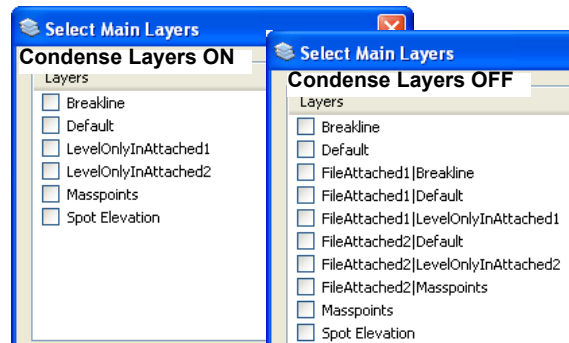 Select Main Layers
Condense Layers ON
Layers
Breakline
Default
LevelOnlyInAttached1
LevelOnlyInAttached2
Masspoints
Spot Elevation
Select Main Layers
Condense Layers OFF
Layers
Breakline
Default
FileAttached1|Breakline
FileAttached1|Default
FileAttached1|LevelOnlyInAttached1
FileAttached2|Default
FileAttached2|LevelOnlyInAttached2
FileAttached2|Masspoints
Masspoints
Spot Elevation